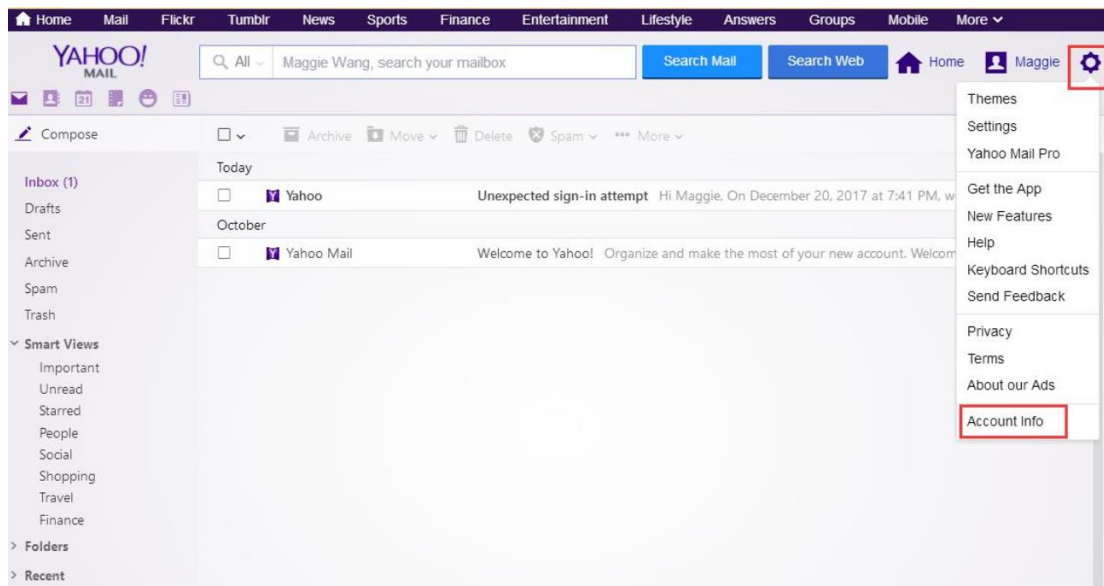 Home Mail Flickr Tumblr News Sports Finance Entertainment Lifestyle Answers Groups Mobile More
YAHOO!
MAIL
All Maggie Wang, search your mailbox Search Mail Search Web Home Maggie
21
Compose Archive Move Delete Spam More
Themes
Settings
Yahoo Mail Pro
Get the App
New Features
Help
Keyboard Shortcuts
Send Feedback
Privacy
Terms
About our Ads
Account Info
Inbox (1)
Drafts
Sent
Archive
Spam
Trash
Smart Views
Important
Unread
Starred
People
Social
Shopping
Travel
Finance
Folders
Recent
Today
Yahoo Unexpected sign-in attempt Hi Maggie, On December 20, 2017 at 7:41 PM, w
October
Yahoo Mail Welcome to Yahoo! Organize and make the most of your new account. Welcom